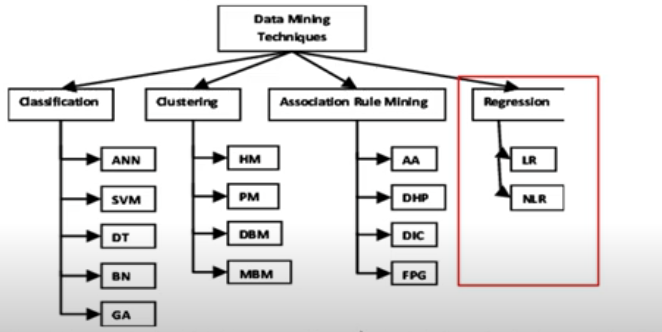 Data Mining
Techniques
Classification
Clustering
Association Rule Mining
Regression
ANN
SVM
DT
BN
GA
HM
PM
DBM
MBM
AA
DHP
DIC
FPG
LR
NLR